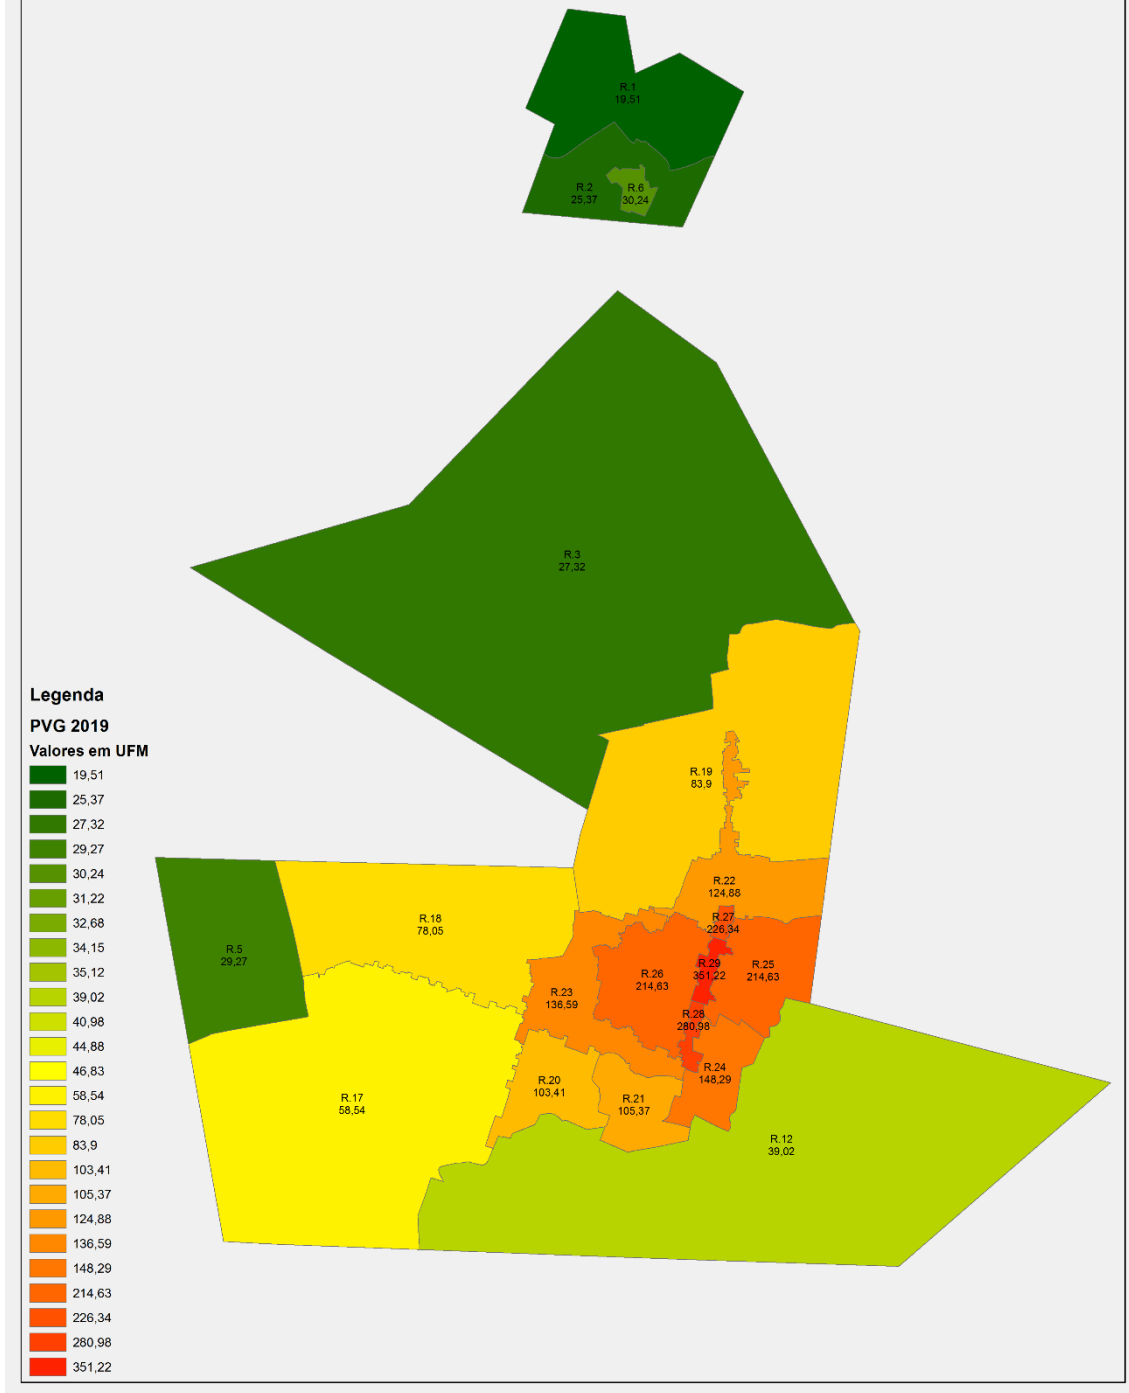 R.1
19,51
R.2
25,37
R.6
30,24
R.3
27,32
R.19
83,9
R.22
124,88
R.27
226,34
R.18
78,05
R.5
29,27
R.29
351,22
R.25
214,63
R.26
214,63
R.23
136,59
R.28
280,98
R.24
148,29
R.20
103,41
R.21
105,37
R.17
58,54
R.12
39,02
Legenda
PVG 2019
Valores em UFM
19,51
25,37
27,32
29,27
30,24
31,22
32,68
34,15
35,12
39,02
40,98
44,88
46,83
58,54
78,05
83,9
103,41
105,37
124,88
136,59
148,29
214,63
226,34
280,98
351,22